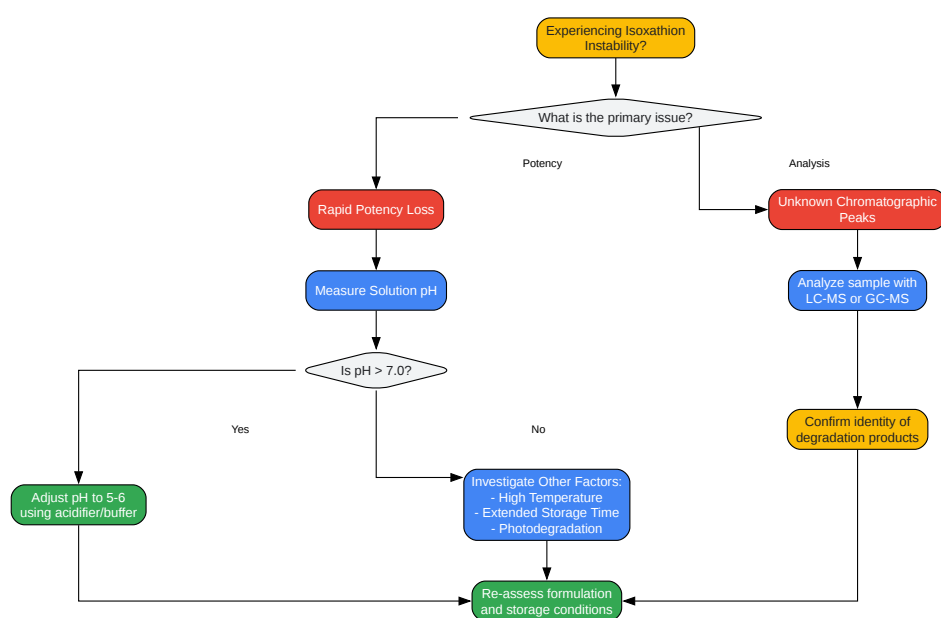 Experiencing Isoxathion
Instability?
What is the primary issue?
Potency
Analysis
Rapid Potency Loss
Unknown Chromatographic
Peaks
Measure Solution pH
Analyze sample with
LC-MS or GC-MS
Is pH > 7.0?
Yes
No
Confirm identity of
degradation products
Adjust pH to 5-6
using acidifier/buffer
Investigate Other Factors:
- High Temperature
- Extended Storage Time
- Photodegradation
Re-assess formulation
and storage conditions